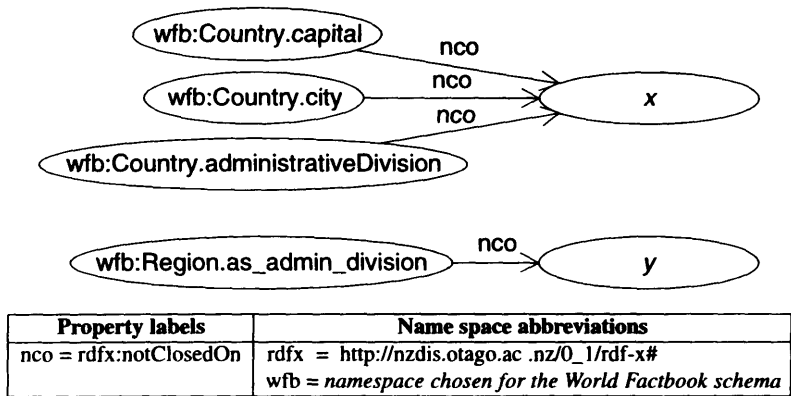 wfb:Country.capital
nco
wfb:Country.city
nco
x
nco
wfb:Country.administrativeDivision
nco
wfb:Region.as_admin_division
y
Property labels
Name space abbreviations
nco = rdfx:notClosedOn
rdfx = http://nzdis.otago.ac .nz/0_1/rdf-x#
wfb = namespace chosen for the World Factbook schema